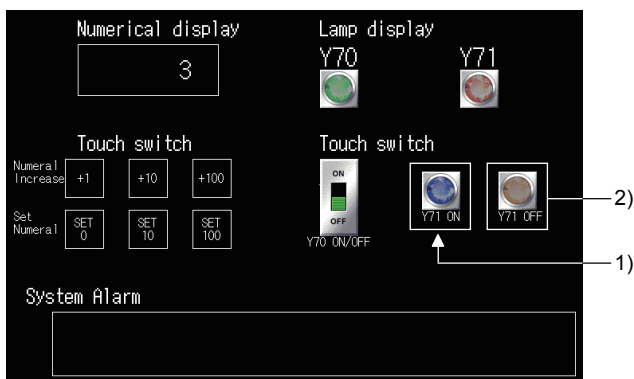 Numerical display
3
Lamp display
Y70
Y71
Touch switch
Numeral
Increase
+1
+10
+100
Set
Numeral
SET
0
SET
10
SET
100
Touch switch
ON
OFF
Y70 ON/OFF
Y71 ON
Y71 OFF
2)
1)
System Alarm